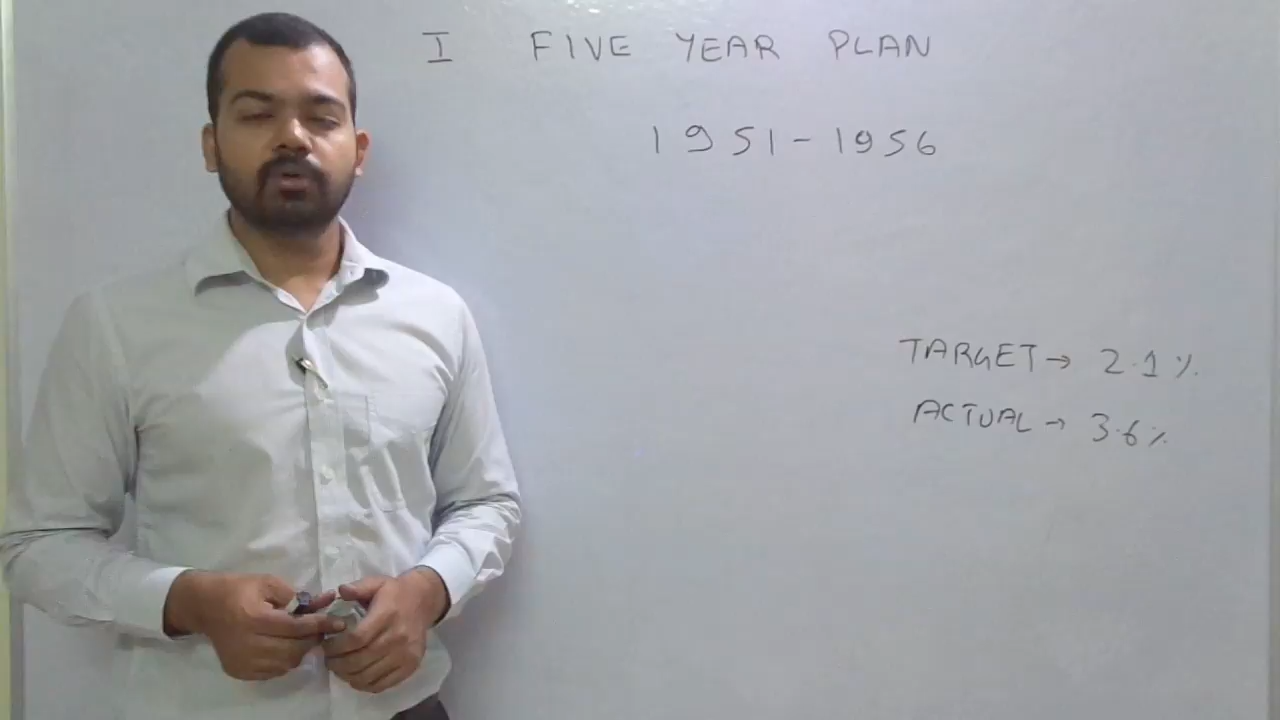 I FIVE YEAR PLAN
1951-1956
TARGET → 2.1%
ACTUAL → 3.6%